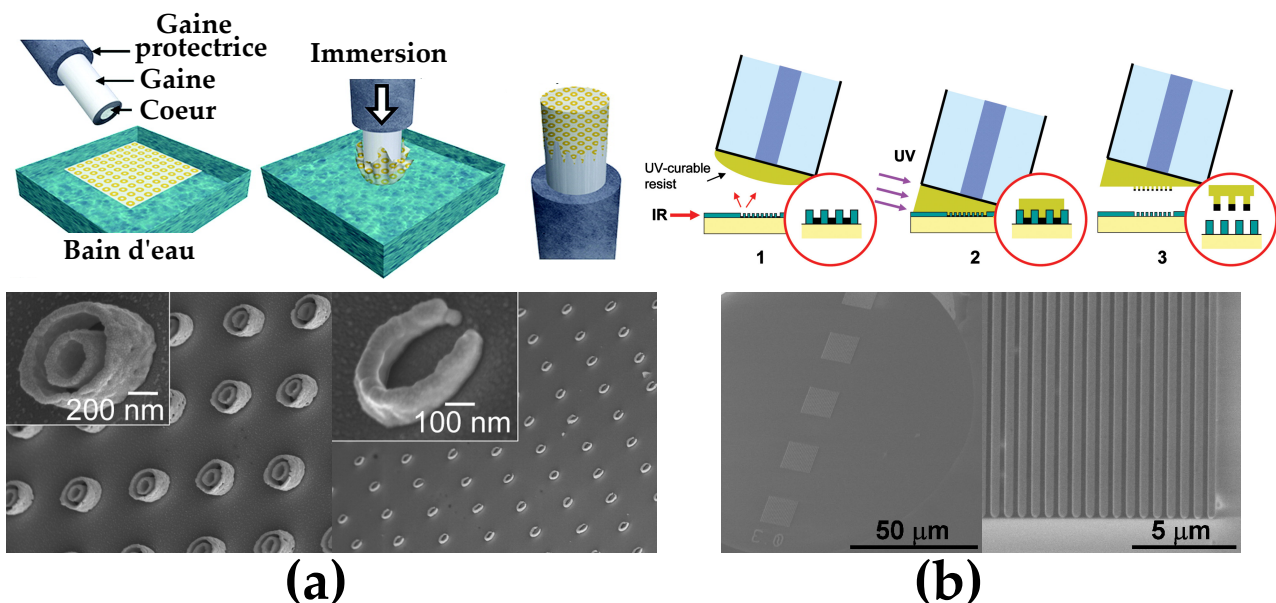 Gaine
protectrice
Gaine
Coeur
Bain d'eau
Immersion
UV-curable
resist
IR
1
UV
2
3
200 nm
100 nm
50 μm
5 μm
(a)
(b)